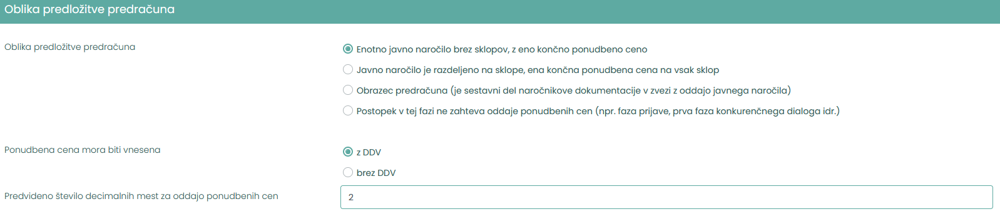 Oblika predložitve predračuna
Oblika predložitve predračuna
Enotno javno naročilo brez sklopov, z eno končno ponudbeno ceno
Javno naročilo je razdeljeno na sklope, ena končna ponudbena cena na vsak sklop
Obrazec predračuna (je sestavni del naročnikove dokumentacije v zvezi z oddajo javnega naročila)
Postopek v tej fazi ne zahteva oddaje ponudbenih cen (npr. faza prijave, prva faza konkurenčnega dialoga idr.)
Ponudbena cena mora biti vnesena
z DDV
brez DDV
Predvideno število decimalnih mest za oddajo ponudbenih cen
2